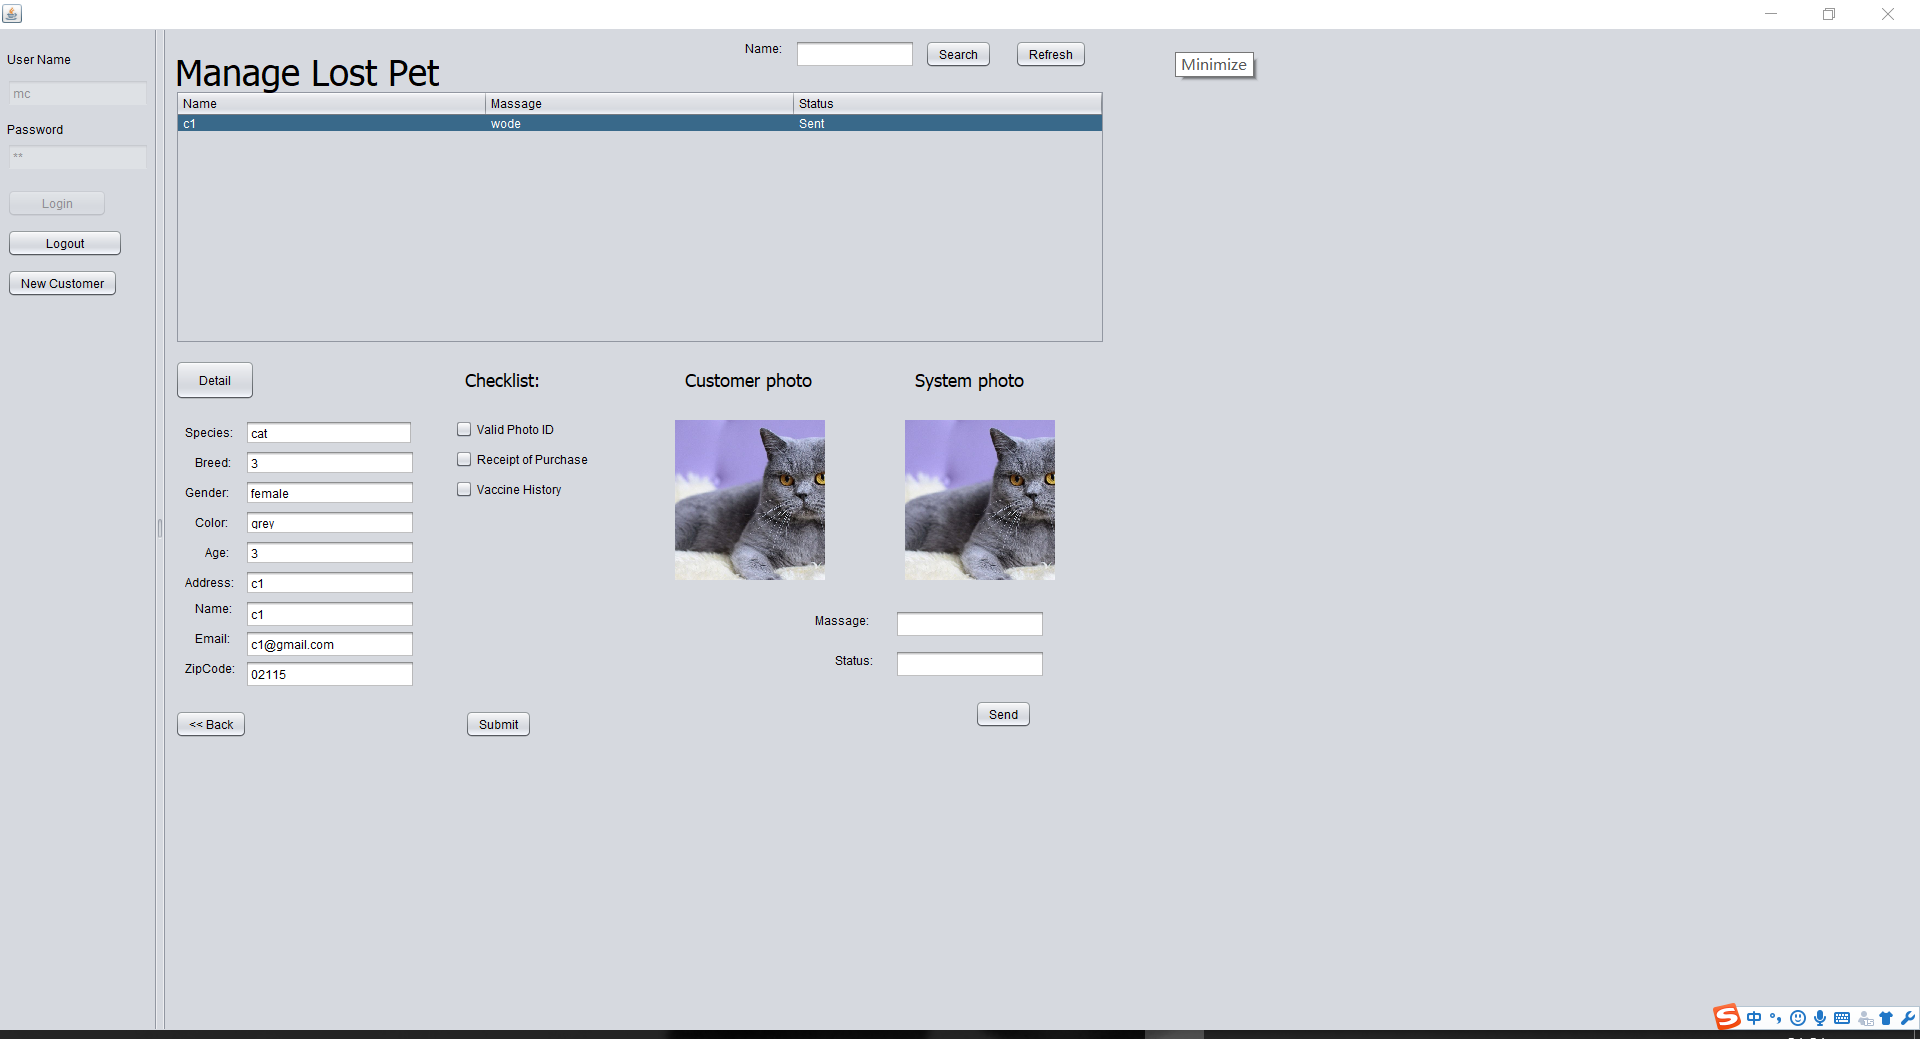 User Name
mc
Password
**
Login
Logout
New Customer
Name:
Search
Refresh
Minimize
Manage Lost Pet
Name Massage Status
c1 wode Sent
Detail
Checklist:
Customer photo
System photo
Species: cat
Breed: 3
Gender: female
Color: grey
Age: 3
Address: c1
Name: c1
Email: c1@gmail.com
ZipCode: 02115
Valid Photo ID
Receipt of Purchase
Vaccine History
Massage:
Status:
<< Back
Submit
Send
S中